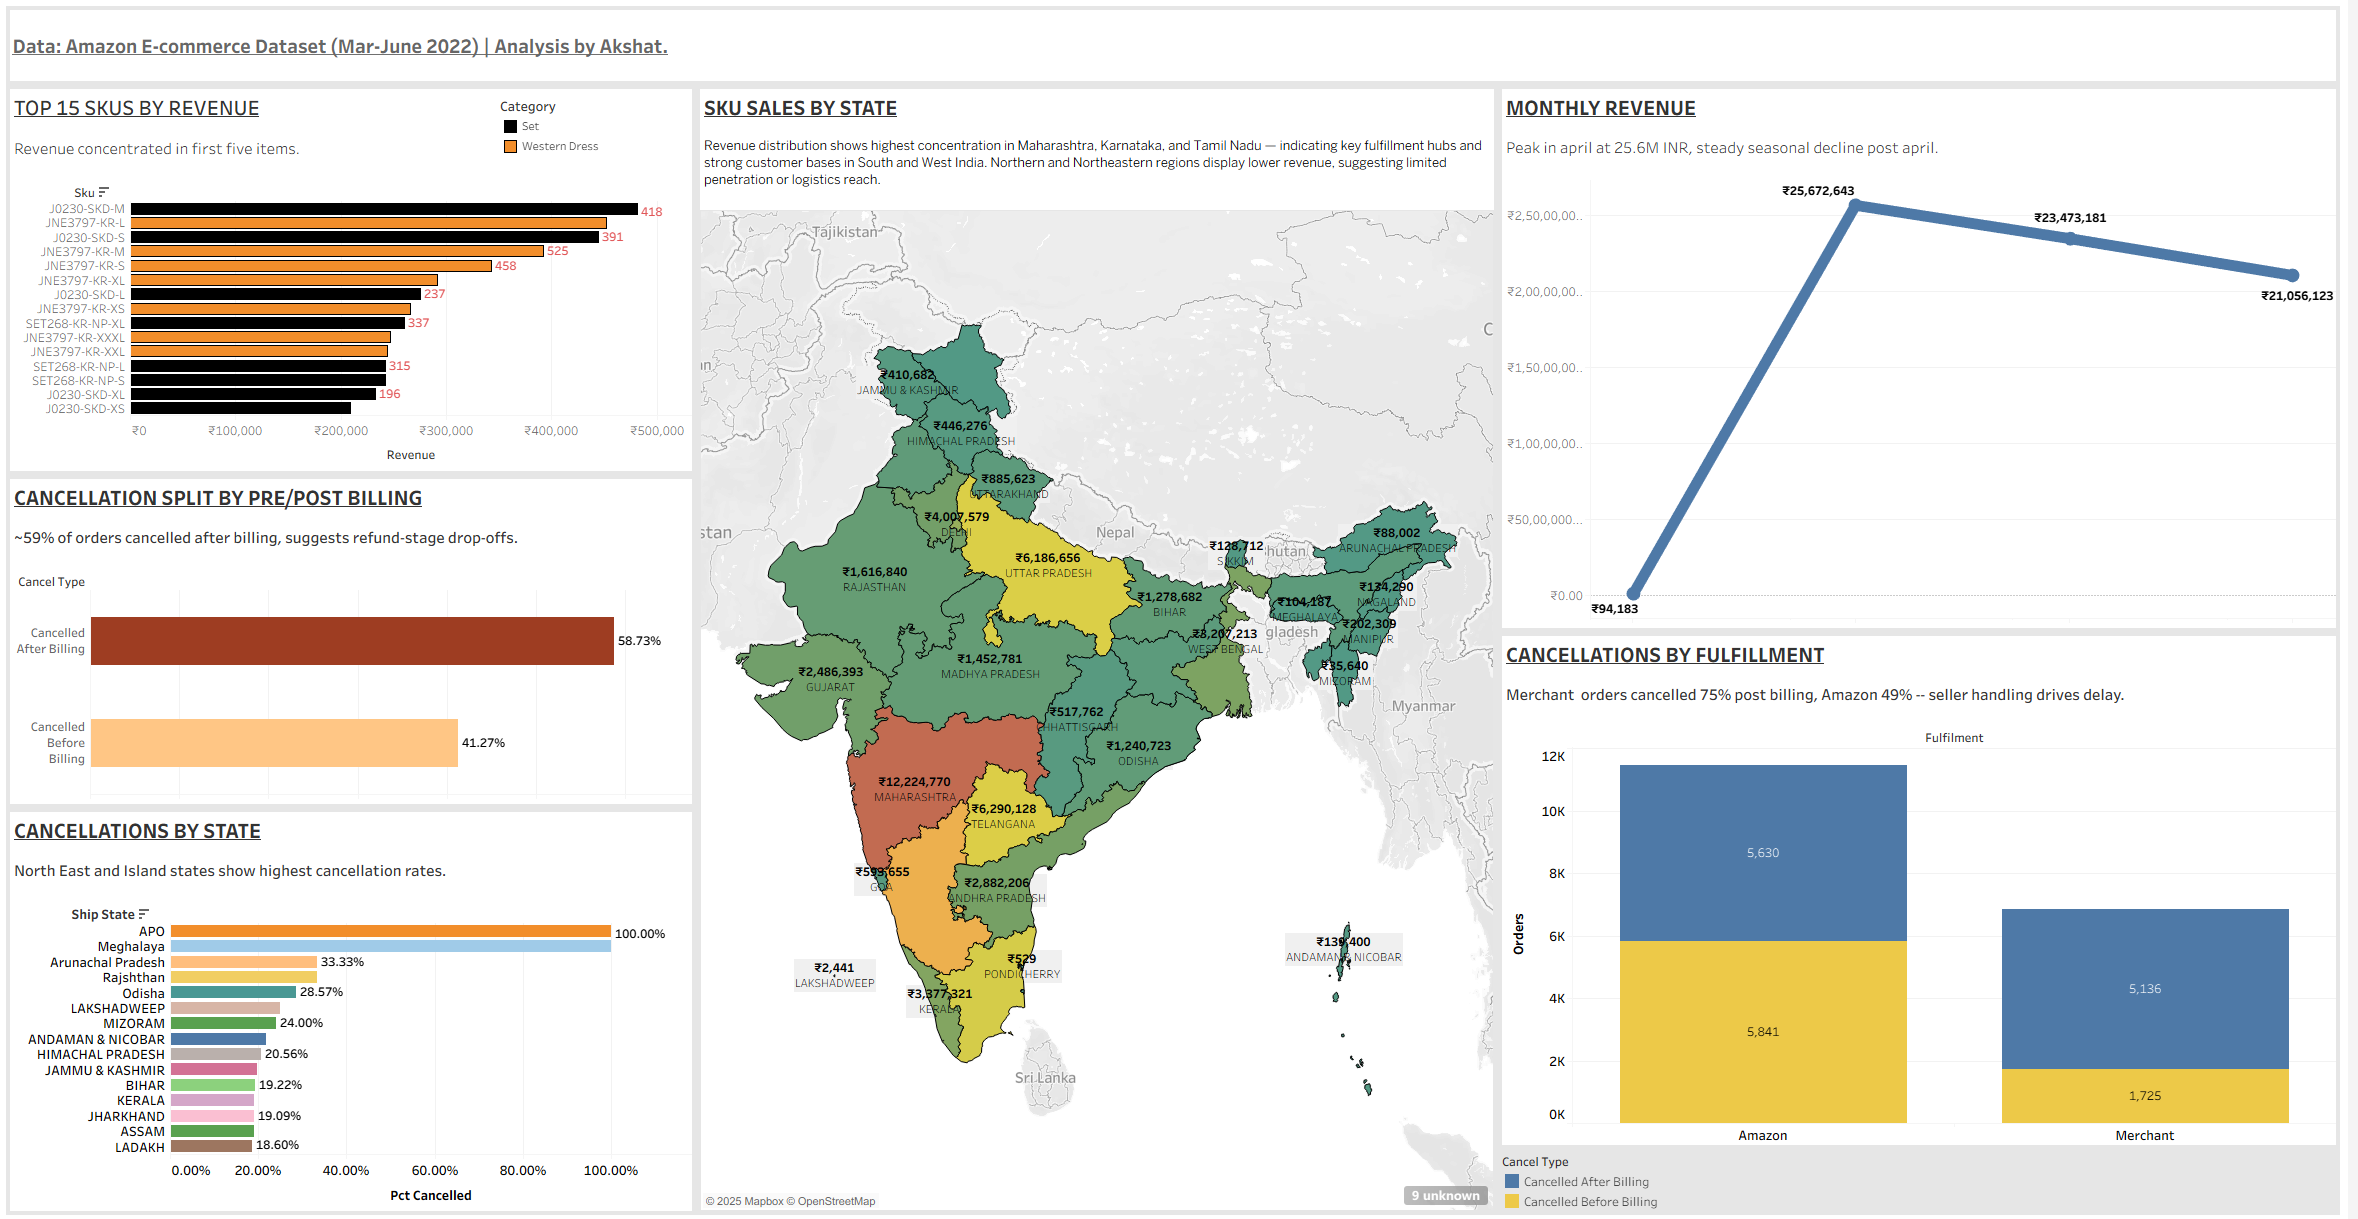 Data: Amazon E-commerce Dataset (Mar-June 2022) | Analysis by Akshat.
TOP 15 SKUS BY REVENUE
Revenue concentrated in first five items.
Category
Set
Western Dress
Sku
J0230-SKD-M
418
JNE3797-KR-L
J0230-SKD-S
391
JNE3797-KR-M
525
JNE3797-KR-S
458
JNE3797-KR-XL
J0230-SKD-L
237
JNE3797-KR-XS
SET268-KR-NP-XL
337
JNE3797-KR-XXXL
JNE3797-KR-XXL
SET268-KR-NP-L
315
SET268-KR-NP-S
J0230-SKD-XL
196
J0230-SKD-XS
₹0
₹100,000
₹200,000
₹300,000
₹400,000
₹500,000
Revenue
CANCELLATION SPLIT BY PRE/POST BILLING
~59% of orders cancelled after billing, suggests refund-stage drop-offs.
Cancel Type
Cancelled
After Billing
58.73%
Cancelled
Before
Billing
41.27%
CANCELLATIONS BY STATE
North East and Island states show highest cancellation rates.
Ship State
APO
100.00%
Meghalaya
Arunachal Pradesh
33.33%
Rajshthan
Odisha
28.57%
LAKSHADWEEP
MIZORAM
24.00%
ANDAMAN & NICOBAR
HIMACHAL PRADESH
20.56%
JAMMU & KASHMIR
BIHAR
19.22%
KERALA
JHARKHAND
19.09%
ASSAM
LADAKH
18.60%
0.00%
20.00%
40.00%
60.00%
80.00%
100.00%
Pct Cancelled
SKU SALES BY STATE
Revenue distribution shows highest concentration in Maharashtra, Karnataka, and Tamil Nadu — indicating key fulfillment hubs and
strong customer bases in South and West India. Northern and Northeastern regions display lower revenue, suggesting limited
penetration or logistics reach.
Tajikistan
₹410,682
JAMMU & KASHMIR
₹446,276
HIMACHAL PRADESH
₹885,623
UTTARAKHAND
₹4,007,579
DELHI
stan
Nepal
₹6,186,656
UTTAR PRADESH
₹128,712
SIKKIM
hutan
₹88,002
ARUNACHAL PRADESH
₹1,616,840
RAJASTHAN
₹1,278,682
BIHAR
₹134,290
NAGALAND
₹104,187
MEGHALAYA
₹202,309
MANIPUR
₹3,207,213
WEST BENGAL
gladesh
₹35,640
MIZORAM
₹1,452,781
MADHYA PRADESH
₹2,486,393
GUJARAT
Myanmar
₹517,762
CHHATTISGARH
₹1,240,723
ODISHA
₹12,224,770
MAHARASHTRA
₹6,290,128
TELANGANA
GOA
₹2,882,206
ANDHRA PRADESH
₹139,400
ANDAMAN & NICOBAR
₹529
PONDICHERRY
₹2,441
LAKSHADWEEP
₹3,377,321
KERALA
Sri Lanka
© 2025 Mapbox © OpenStreetMap
9 unknown
MONTHLY REVENUE
Peak in april at 25.6M INR, steady seasonal decline post april.
₹25,672,643
₹23,473,181
₹21,056,123
₹94,183
₹2,50,00,00..
₹2,00,00,00..
₹1,50,00,00..
₹1,00,00,00..
₹50,00,000...
₹0.00
CANCELLATIONS BY FULFILLMENT
Merchant orders cancelled 75% post billing, Amazon 49% -- seller handling drives delay.
Fulfilment
12K
10K
8K
6K
4K
2K
0K
Orders
5,630
5,841
5,136
1,725
Amazon
Merchant
Cancel Type
Cancelled After Billing
Cancelled Before Billing